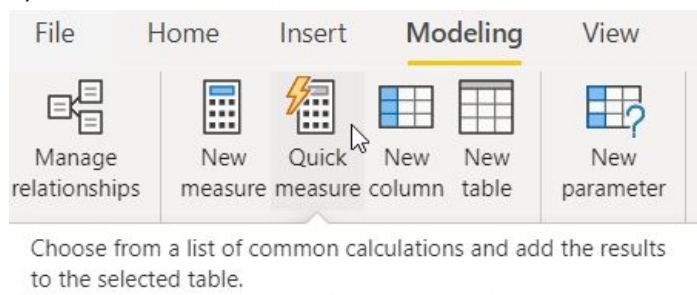 File Home Insert Modeling View
Manage New Quick New New New
relationships measure measure column table parameter
Choose from a list of common calculations and add the results
to the selected table.